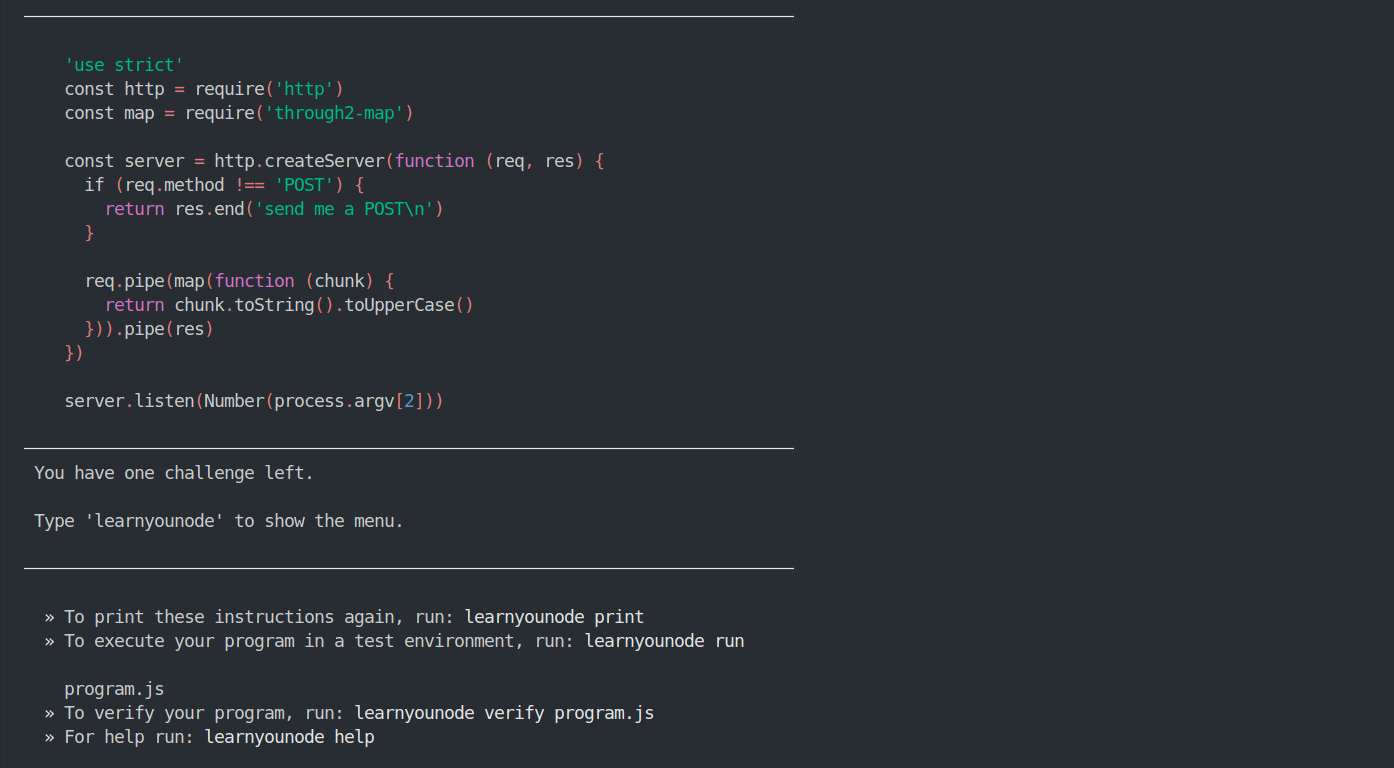 'use strict'
const http = require('http')
const map = require('through2-map')
const server = http.createServer(function (req, res) {
if (req.method !== 'POST') {
return res.end('send me a POST\n')
}
req.pipe(map(function (chunk) {
return chunk.toString().toUpperCase()
})).pipe(res)
})
server.listen(Number(process.argv[2]))
You have one challenge left.
Type 'learnyounode' to show the menu.
» To print these instructions again, run: learnyounode print
» To execute your program in a test environment, run: learnyounode run
program.js
» To verify your program, run: learnyounode verify program.js
» For help run: learnyounode help